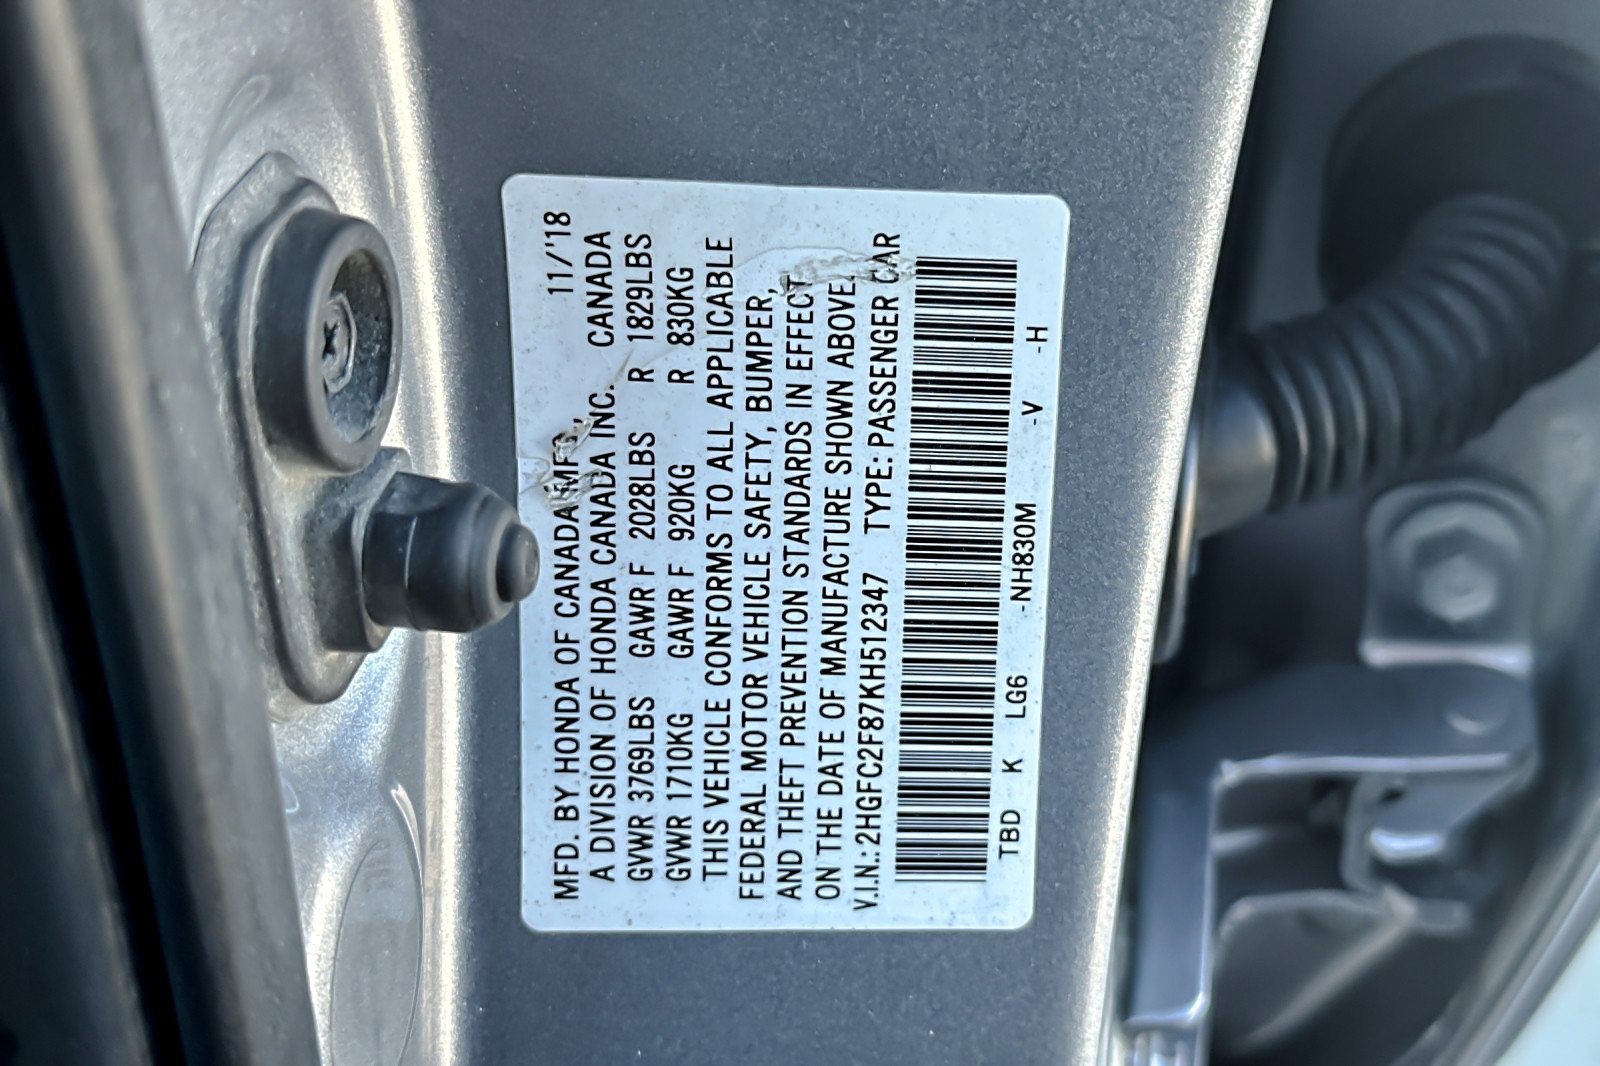 MFD. BY HONDA OF CANADA MFG. 11/'18
A DIVISION OF HONDA CANADA INC. CANADA
GVWR 3769LBS GAWR F 2028LBS R 1829LBS
GVWR 1710KG GAWR F 920KG R 830KG
THIS VEHICLE CONFORMS TO ALL APPLICABLE
FEDERAL MOTOR VEHICLE SAFETY, BUMPER,
AND THEFT PREVENTION STANDARDS IN EFFECT
ON THE DATE OF MANUFACTURE SHOWN ABOVE.
V.I.N.: 2HGFC2F87KH512347 TYPE: PASSENGER CAR
TBD K LG6 -NH830M -V -H